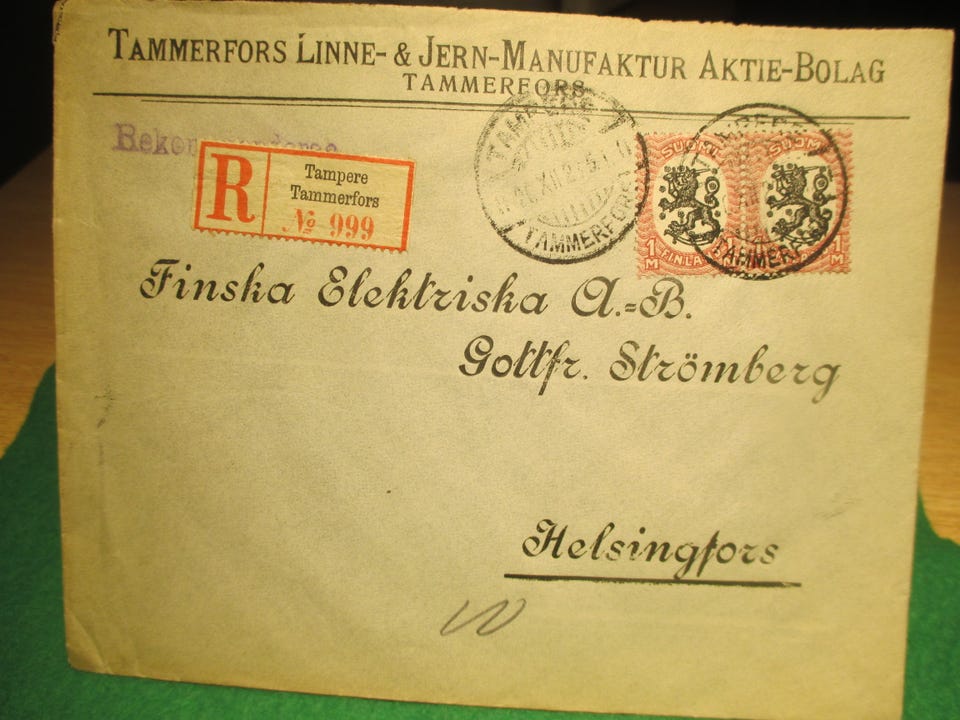 TAMMERFORS LINNE- & JERN-MANUFAKTUR AKTIE-BOLAG
TAMMERFORS
R
Tampere
Tammerfors
№ 999
TAMMERFORS
SUOMI
SUOMI
1 M
FINLAND
1 M
Finska Elektriska A.=B.
Gottfr. Strömberg
Helsingfors